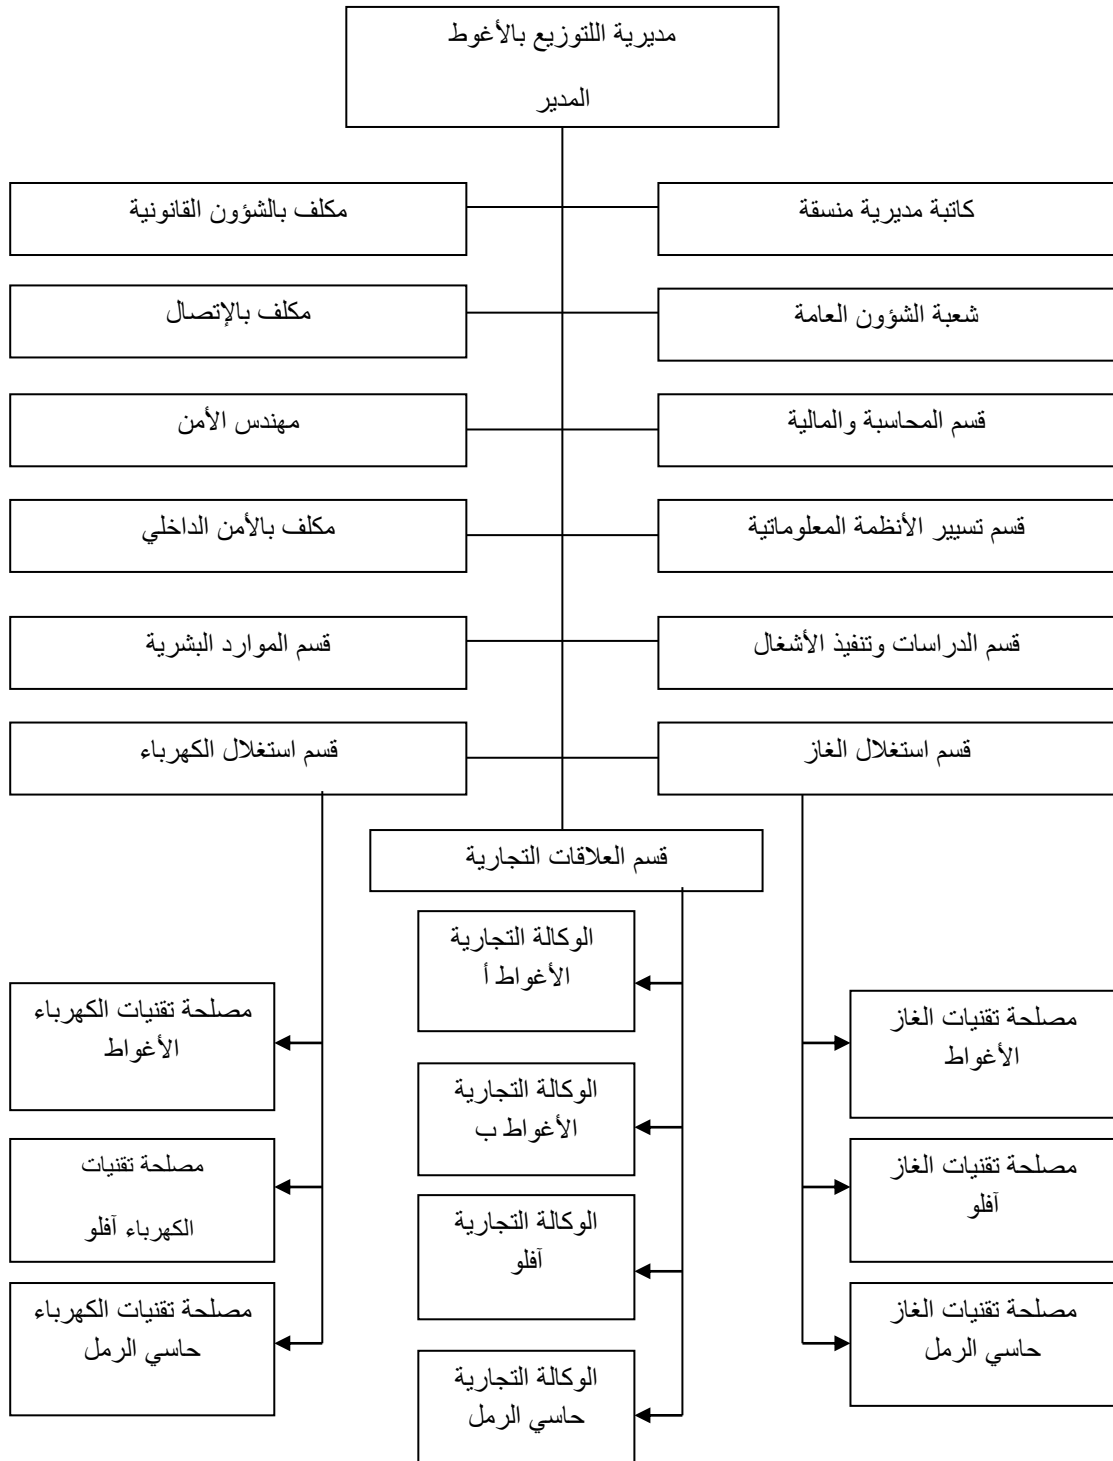 مديرية اللتوزيع بالأغوط
المدير
كاتبة مديرية منسقة
مكلف بالشؤون القانونية
شعبة الشؤون العامة
مكلف بالإتصال
قسم المحاسبة والمالية
مهندس الأمن
قسم تسيير الأنظمة المعلوماتية
مكلف بالأمن الداخلي
قسم الدراسات وتنفيذ الأشغال
قسم الموارد البشرية
قسم استغلال الغاز
قسم استغلال الكهرباء
قسم العلاقات التجارية
مصلحة تقنيات الغاز
الأغواط
مصلحة تقنيات الغاز
آفلو
مصلحة تقنيات الغاز
حاسي الرمل
الوكالة التجارية
الأغواط أ
الوكالة التجارية
الأغواط ب
الوكالة التجارية
آفلو
الوكالة التجارية
حاسي الرمل
مصلحة تقنيات الكهرباء
الأغواط
مصلحة تقنيات
الكهرباء آفلو
مصلحة تقنيات الكهرباء
حاسي الرمل